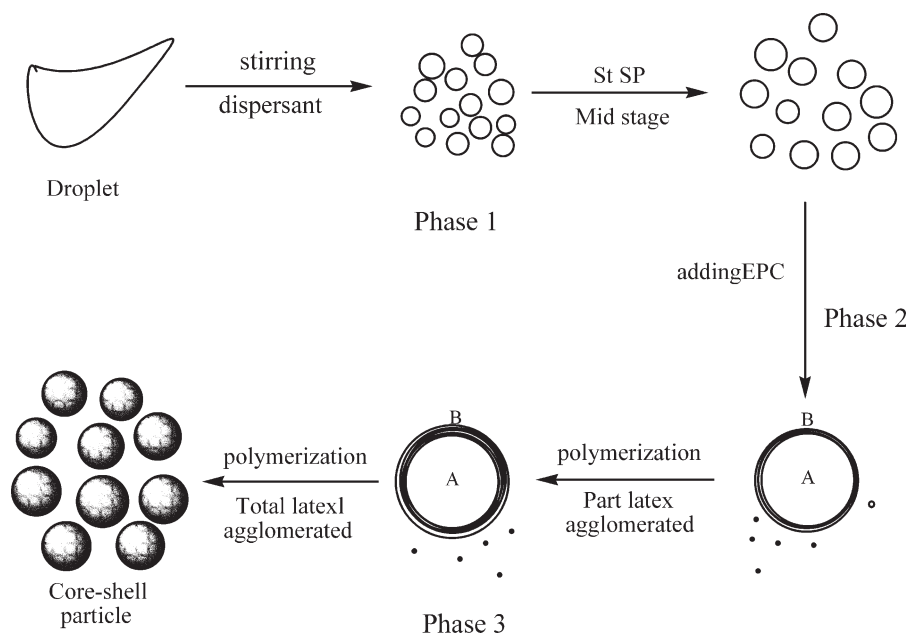 stirring
dispersant
Droplet
Phase 1
St SP
Mid stage
addingEPC
Phase 2
B
A
polymerization
Part latex
agglomerated
B
A
Phase 3
polymerization
Total latexl
agglomerated
Core-shell
particle